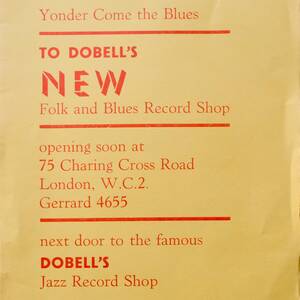 Yonder Come the Blues
TO DOBELL'S
NEW
Folk and Blues Record Shop
opening soon at
75 Charing Cross Road
London, W.C.2.
Gerrard 4655
next door to the famous
DOBELL'S
Jazz Record Shop